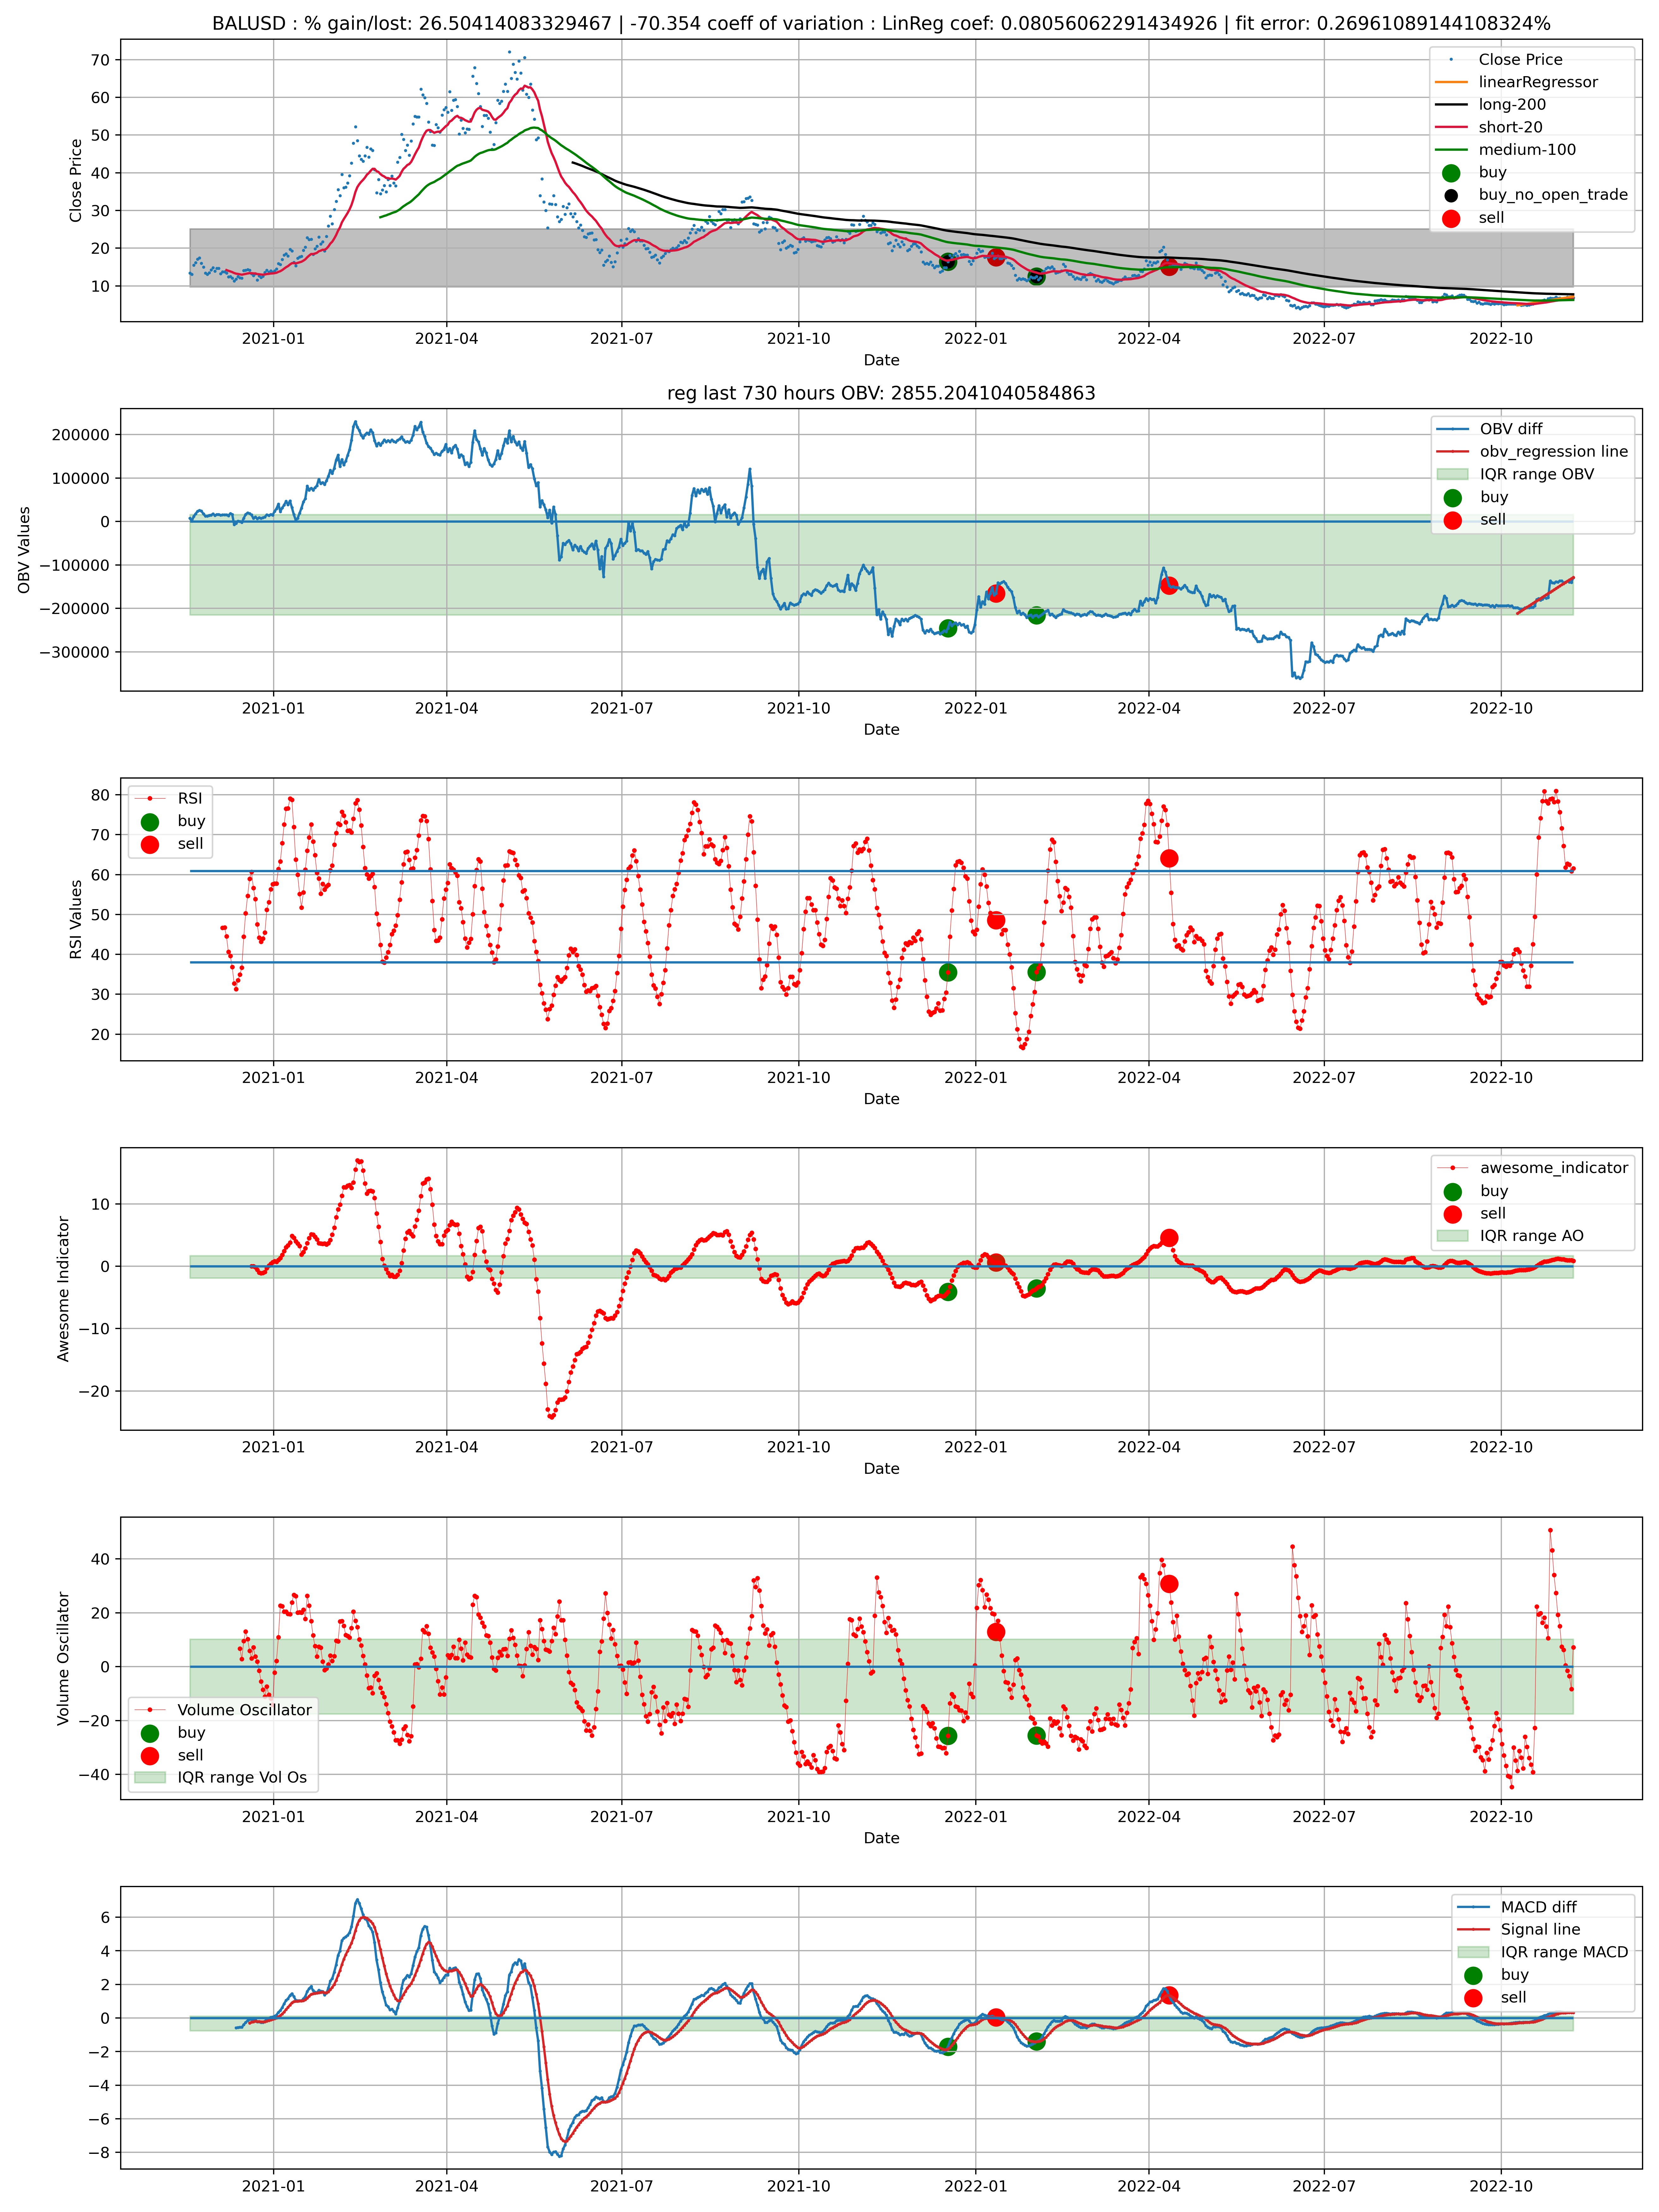 BALUSD : % gain/lost: 26.50414083329467 | -70.354 coeff of variation : LinReg coef: 0.08056062291434926 | fit error: 0.26961089144108324%
Close Price
70
60
50
40
30
20
10
Close Price
linearRegressor
long-200
short-20
medium-100
buy
buy_no_open_trade
sell
2021-01 2021-04 2021-07 2021-10 2022-01 2022-04 2022-07 2022-10
Date
reg last 730 hours OBV: 2855.2041040584863
OBV Values
200000
100000
0
−100000
−200000
−300000
OBV diff
obv_regression line
IQR range OBV
buy
sell
2021-01 2021-04 2021-07 2021-10 2022-01 2022-04 2022-07 2022-10
Date
RSI Values
80
70
60
50
40
30
20
RSI
buy
sell
2021-01 2021-04 2021-07 2021-10 2022-01 2022-04 2022-07 2022-10
Date
Awesome Indicator
10
0
−10
−20
awesome_indicator
buy
sell
IQR range AO
2021-01 2021-04 2021-07 2021-10 2022-01 2022-04 2022-07 2022-10
Date
Volume Oscillator
40
20
0
−20
−40
Volume Oscillator
buy
sell
IQR range Vol Os
2021-01 2021-04 2021-07 2021-10 2022-01 2022-04 2022-07 2022-10
Date
6
4
2
0
−2
−4
−6
−8
MACD diff
Signal line
IQR range MACD
buy
sell
2021-01 2021-04 2021-07 2021-10 2022-01 2022-04 2022-07 2022-10